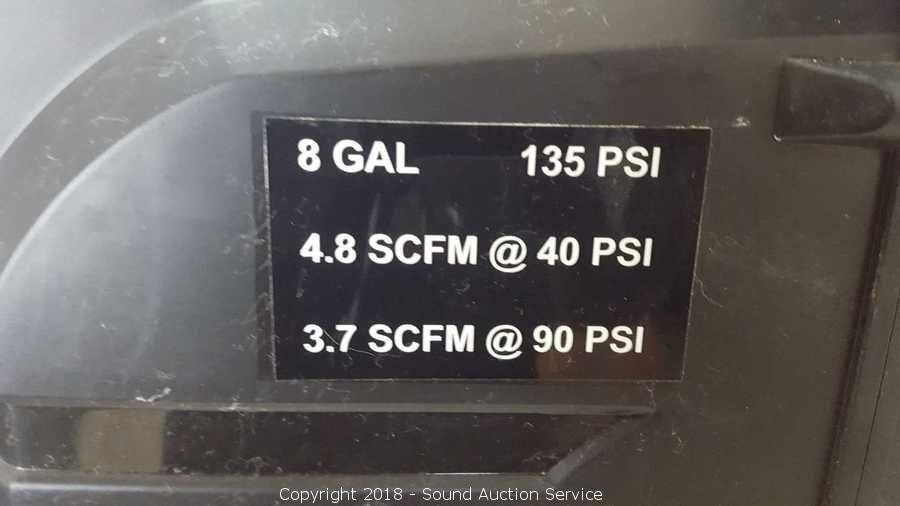 8 GAL 135 PSI
4.8 SCFM @ 40 PSI
3.7 SCFM @ 90 PSI
Copyright 2018 - Sound Auction Service